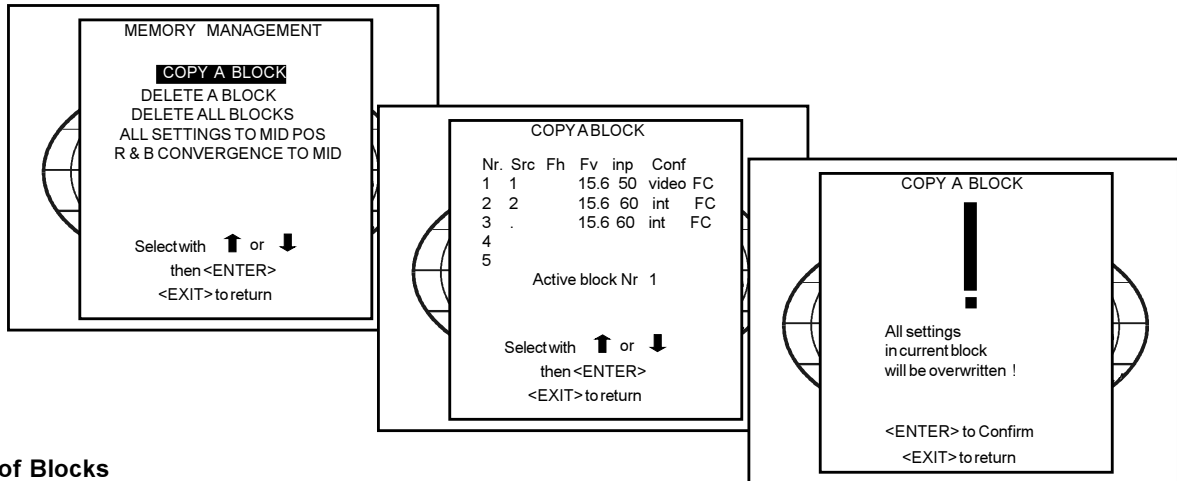 MEMORY MANAGEMENT
COPY A BLOCK
DELETE A BLOCK
DELETE ALL BLOCKS
ALL SETTINGS TO MID POS
R & B CONVERGENCE TO MID
Select with ⬆ or ⬇
then <ENTER>
<EXIT> to return
COPY A BLOCK
Nr. Src Fh Fv inp Conf
1 1 15.6 50 video FC
2 2 15.6 60 int FC
3 . 15.6 60 int FC
4
5
Active block Nr 1
Select with ⬆ or ⬇
then <ENTER>
<EXIT> to return
COPY A BLOCK
!
All settings
in current block
will be overwritten !
<ENTER> to Confirm
<EXIT> to return
of Blocks